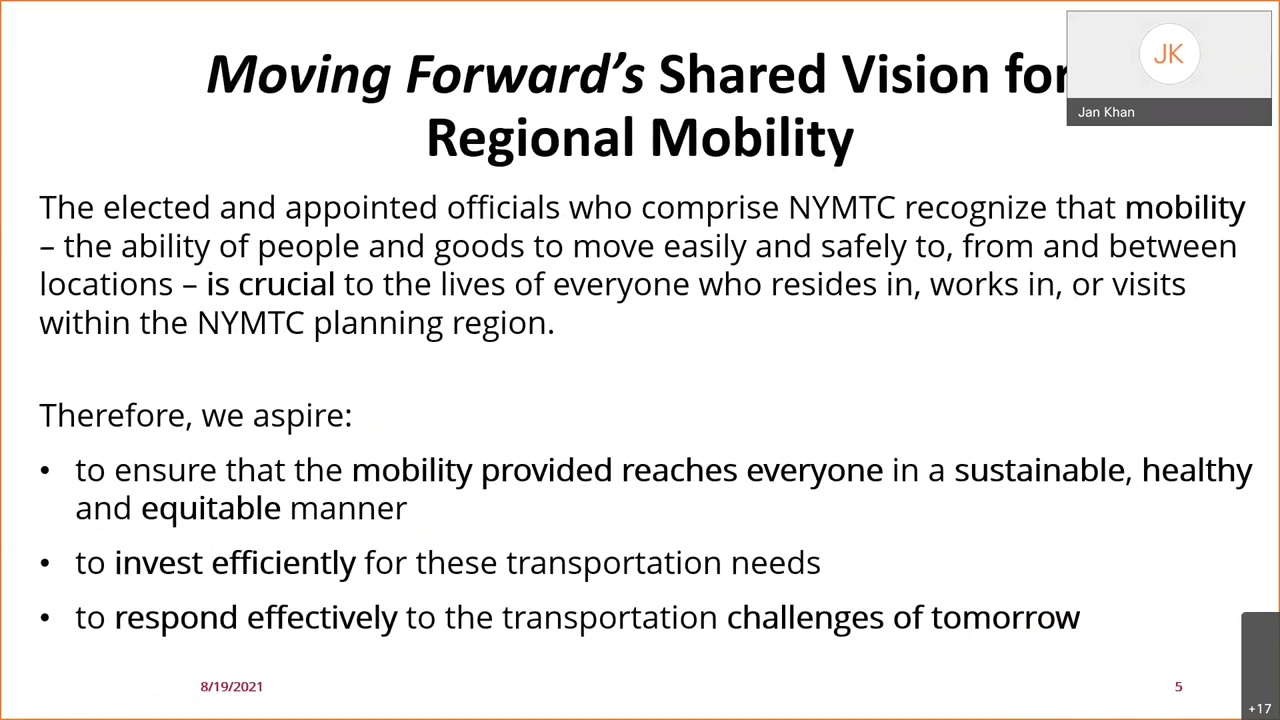 Moving Forward's Shared Vision for
Regional Mobility
JK
Jan Khan
The elected and appointed officials who comprise NYMTC recognize that mobility
– the ability of people and goods to move easily and safely to, from and between
locations – is crucial to the lives of everyone who resides in, works in, or visits
within the NYMTC planning region.
Therefore, we aspire:
• to ensure that the mobility provided reaches everyone in a sustainable, healthy
and equitable manner
• to invest efficiently for these transportation needs
• to respond effectively to the transportation challenges of tomorrow
8/19/2021
5
+17